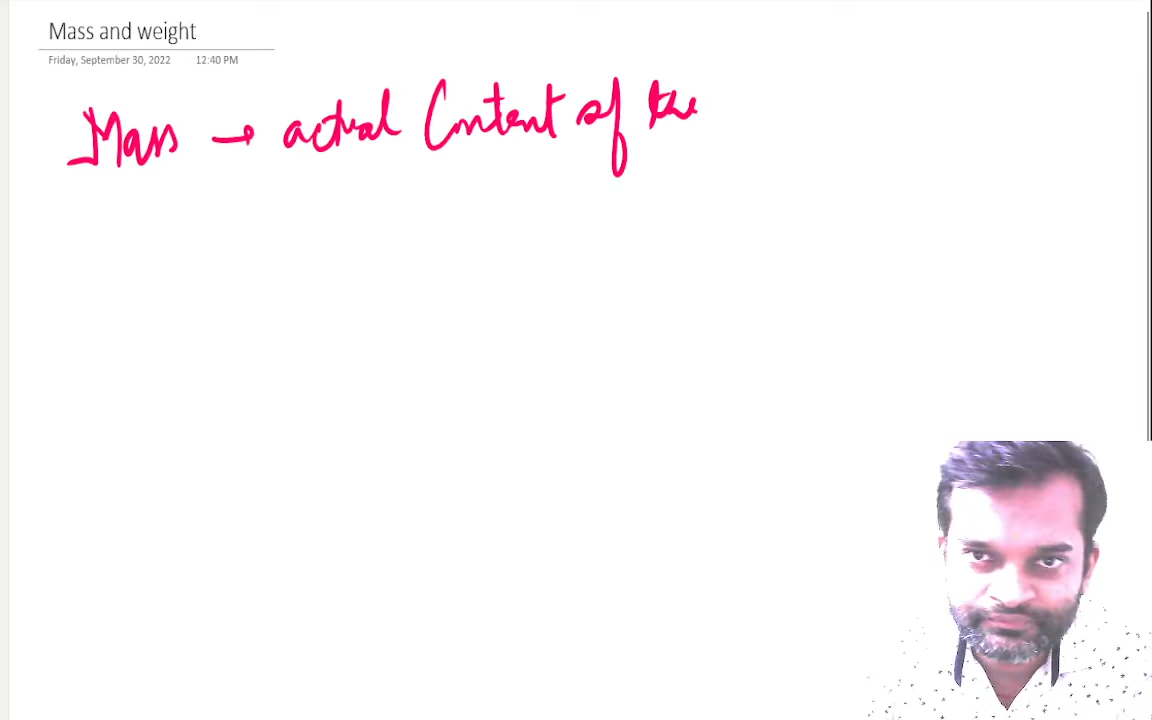 Mass and weight
Friday, September 30, 2022 12:40 PM
Mass → actual Content of the